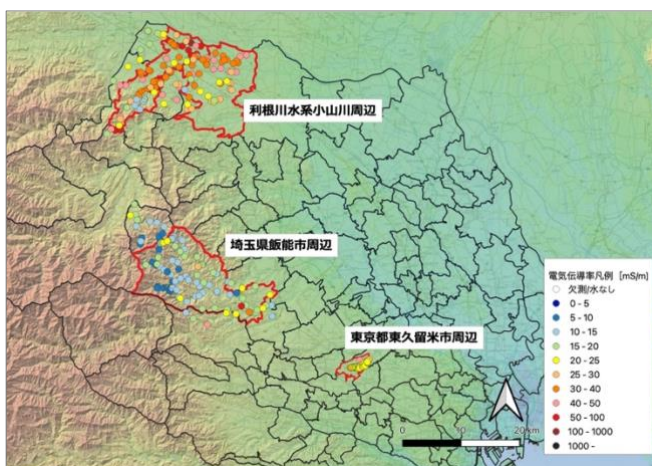 利根川水系小山川周辺
埼玉県飯能市周辺
東京都東久留米市周辺
電気伝導率凡例 [mS/m]
欠測/水なし
0 - 5
5 - 10
10 - 15
15 - 20
20 - 25
25 - 30
30 - 40
40 - 50
50 - 100
100 - 1000
1000 -
0 10 20 km